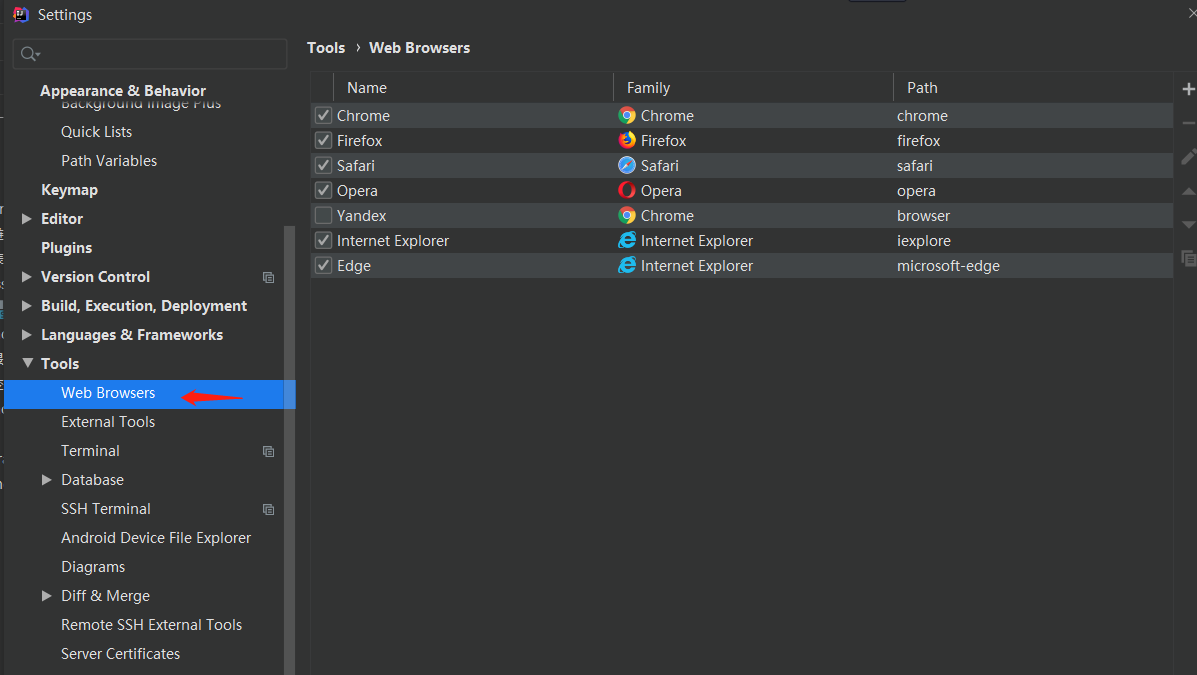 Settings
Tools › Web Browsers
Appearance & Behavior
Background Image Plus
Quick Lists
Path Variables
Keymap
Editor
Plugins
Version Control
Build, Execution, Deployment
Languages & Frameworks
Tools
Web Browsers
External Tools
Terminal
Database
SSH Terminal
Android Device File Explorer
Diagrams
Diff & Merge
Remote SSH External Tools
Server Certificates
Name Family Path
Chrome Chrome chrome
Firefox Firefox firefox
Safari Safari safari
Opera Opera opera
Yandex Chrome browser
Internet Explorer Internet Explorer iexplore
Edge Internet Explorer microsoft-edge